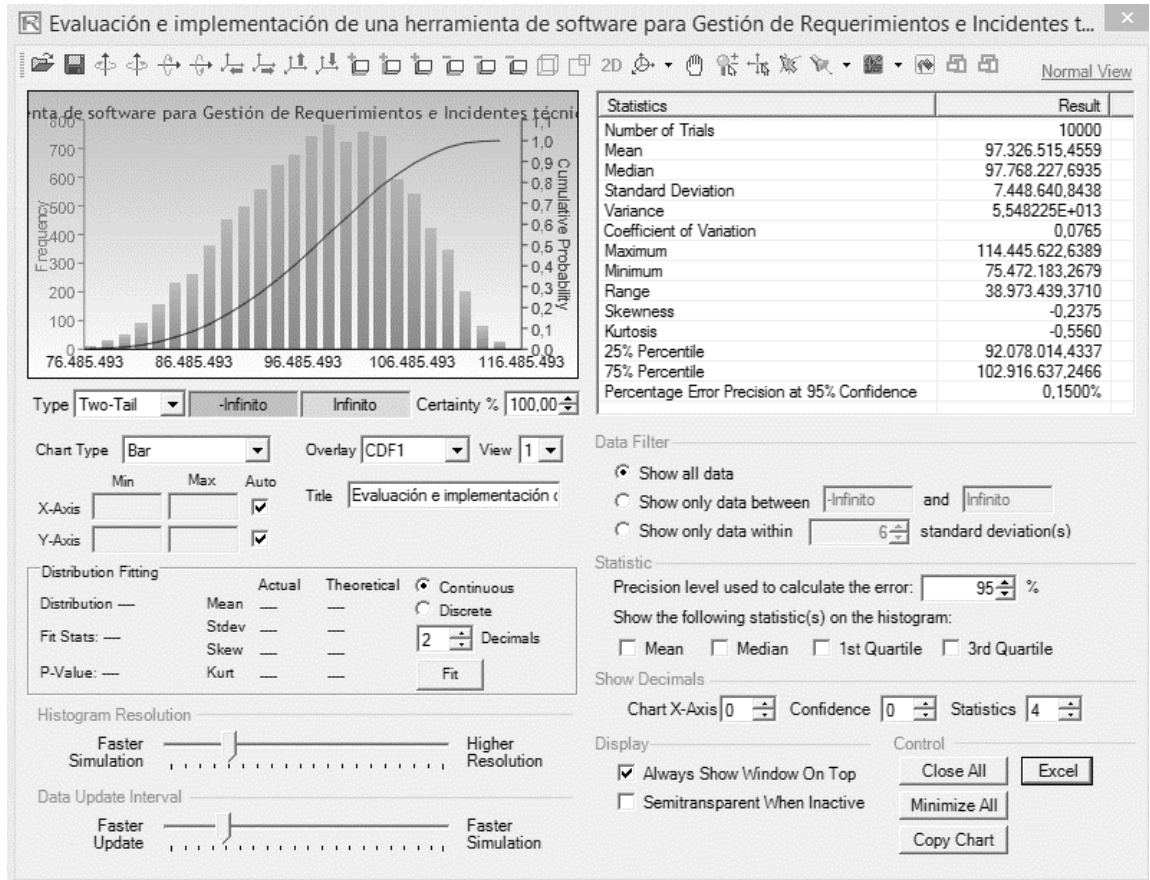 Evaluación e implementación de una herramienta de software para Gestión de Requerimientos e Incidentes t...
2D
Normal View
nta de software para Gestión de Requerimientos e Incidentes técni
800
700
600
500
400
300
200
100
0
Frequency
1,1
1,0
0,9
0,8
0,7
0,6
0,5
0,4
0,3
0,2
0,1
0,0
Cumulative Probability
76.485.493 86.485.493 96.485.493 106.485.493 116.485.493
Statistics Result
Number of Trials 10000
Mean 97.326.515,4559
Median 97.768.227,6935
Standard Deviation 7.448.640,8438
Variance 5,548225E+013
Coefficient of Variation 0,0765
Maximum 114.445.622,6389
Minimum 75.472.183,2679
Range 38.973.439,3710
Skewness -0,2375
Kurtosis -0,5560
25% Percentile 92.078.014,4337
75% Percentile 102.916.637,2466
Percentage Error Precision at 95% Confidence 0,1500%
Type Two-Tail -Infinito Infinito Certainty % 100,00
Chart Type Bar Overlay CDF1 View 1
Min Max Auto
X-Axis
Title Evaluación e implementación d
Y-Axis
Distribution Fitting
Actual Theoretical Continuous
Distribution --- Mean --- --- Discrete
Fit Stats: --- Stdev --- --- 2 Decimals
Skew --- ---
P-Value: --- Kurt --- --- Fit
Histogram Resolution
Faster Simulation
Higher Resolution
Data Update Interval
Faster Update
Faster Simulation
Data Filter
Show all data
Show only data between -Infinito and Infinito
Show only data within 6 standard deviation(s)
Statistic
Precision level used to calculate the error: 95 %
Show the following statistic(s) on the histogram:
Mean Median 1st Quartile 3rd Quartile
Show Decimals
Chart X-Axis 0 Confidence 0 Statistics 4
Display
Always Show Window On Top
Semitransparent When Inactive
Control
Close All Excel
Minimize All
Copy Chart